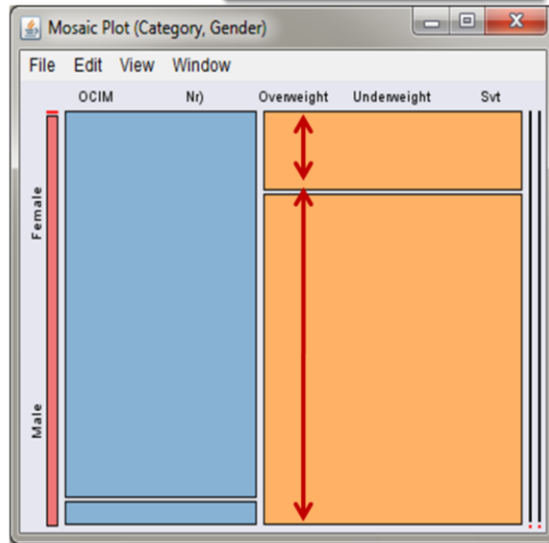 Mosaic Plot (Category, Gender)
File Edit View Window
OCIM Nr) Overweight Underweight Svt
Female
Male